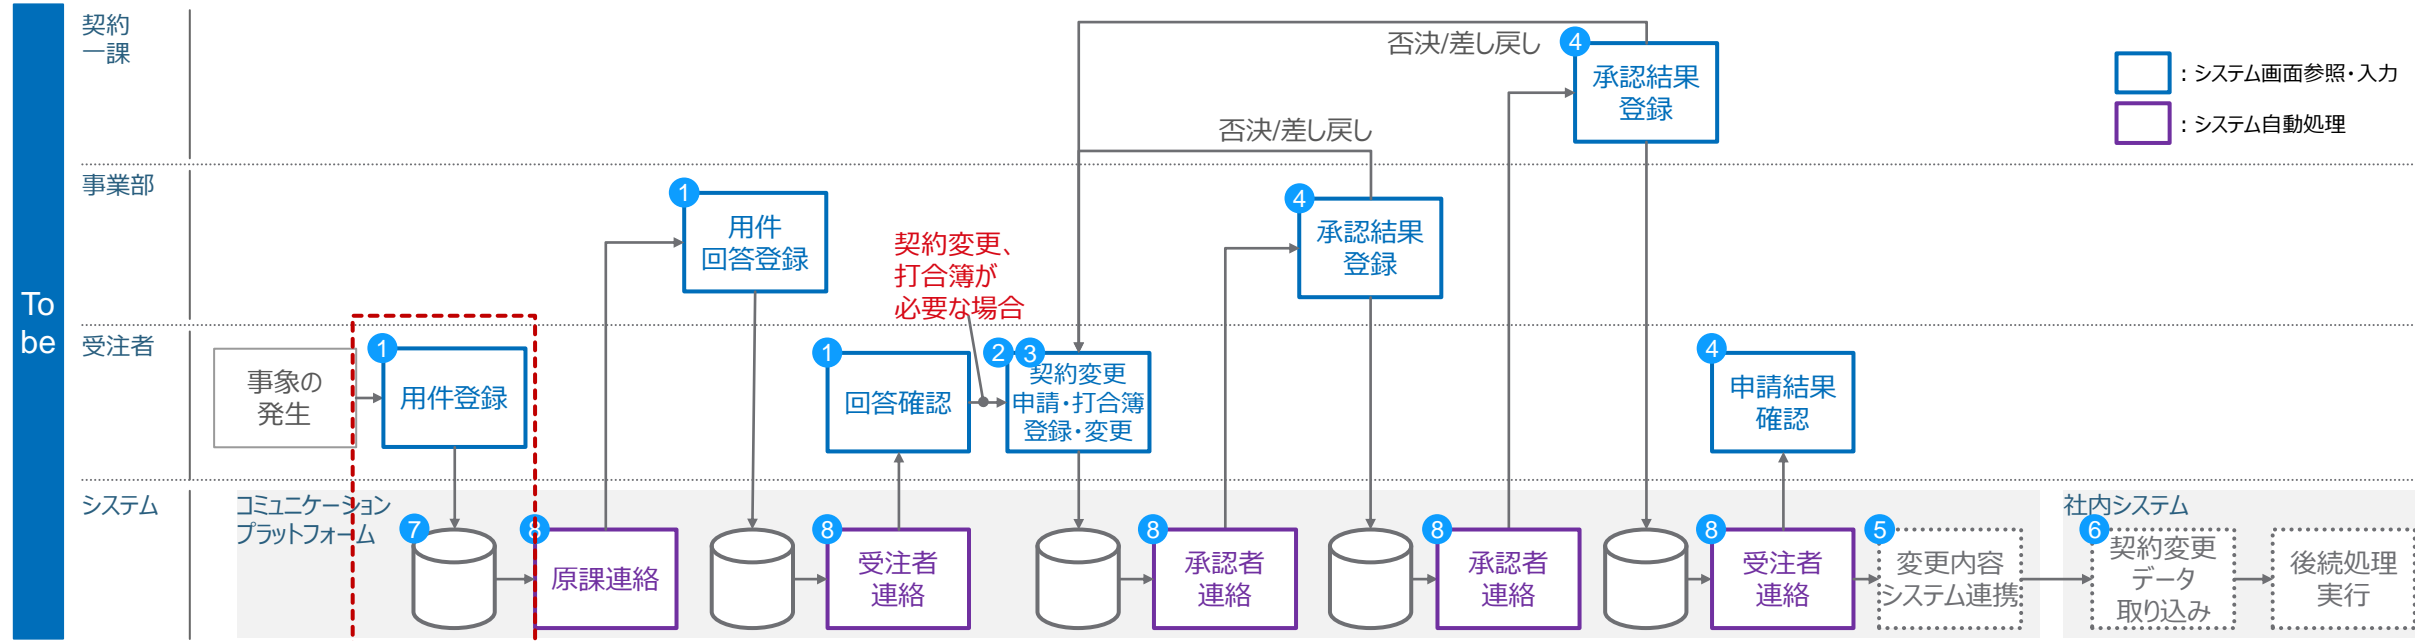 To
be
契約
一課
否決/差し戻し
4
承認結果
登録
：システム画面参照・入力
：システム自動処理
否決/差し戻し
事業部
1
用件
回答登録
契約変更、
打合簿が
必要な場合
4
承認結果
登録
受注者
事象の
発生
1
用件登録
1
回答確認
2
3
契約変更
申請・打合簿
登録・変更
4
申請結果
確認
システム
コミュニケーション
プラットフォーム
7
8
原課連絡
8
受注者
連絡
8
承認者
連絡
8
承認者
連絡
8
受注者
連絡
5
変更内容
システム連携
社内システム
6
契約変更
データ
取り込み
後続処理
実行